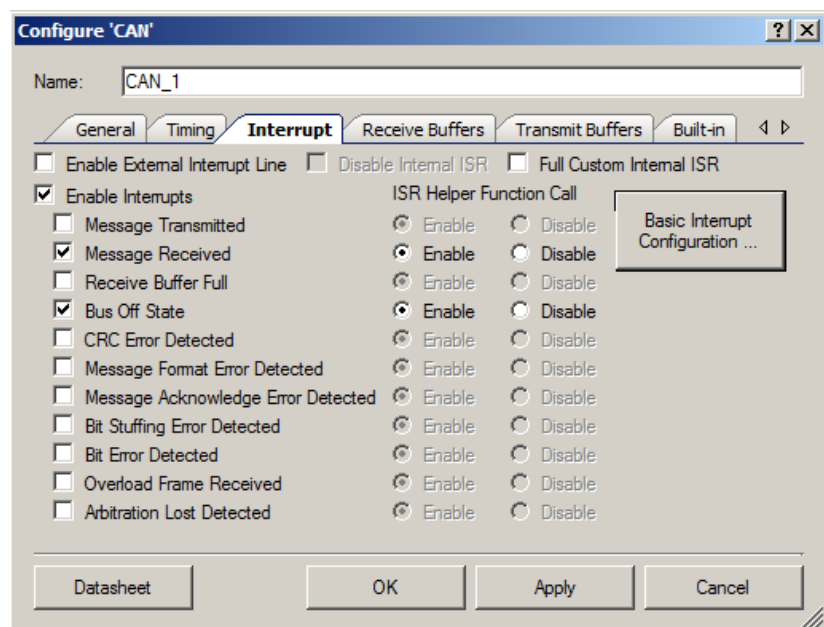 Configure 'CAN'
Name: CAN_1
General Timing Interrupt Receive Buffers Transmit Buffers Built-in
Enable External Interrupt Line Disable Internal ISR Full Custom Internal ISR
Enable Interrupts ISR Helper Function Call
Basic Interrupt
Configuration ...
Message Transmitted Enable Disable
Message Received Enable Disable
Receive Buffer Full Enable Disable
Bus Off State Enable Disable
CRC Error Detected Enable Disable
Message Format Error Detected Enable Disable
Message Acknowledge Error Detected Enable Disable
Bit Stuffing Error Detected Enable Disable
Bit Error Detected Enable Disable
Overload Frame Received Enable Disable
Arbitration Lost Detected Enable Disable
Datasheet OK Apply Cancel